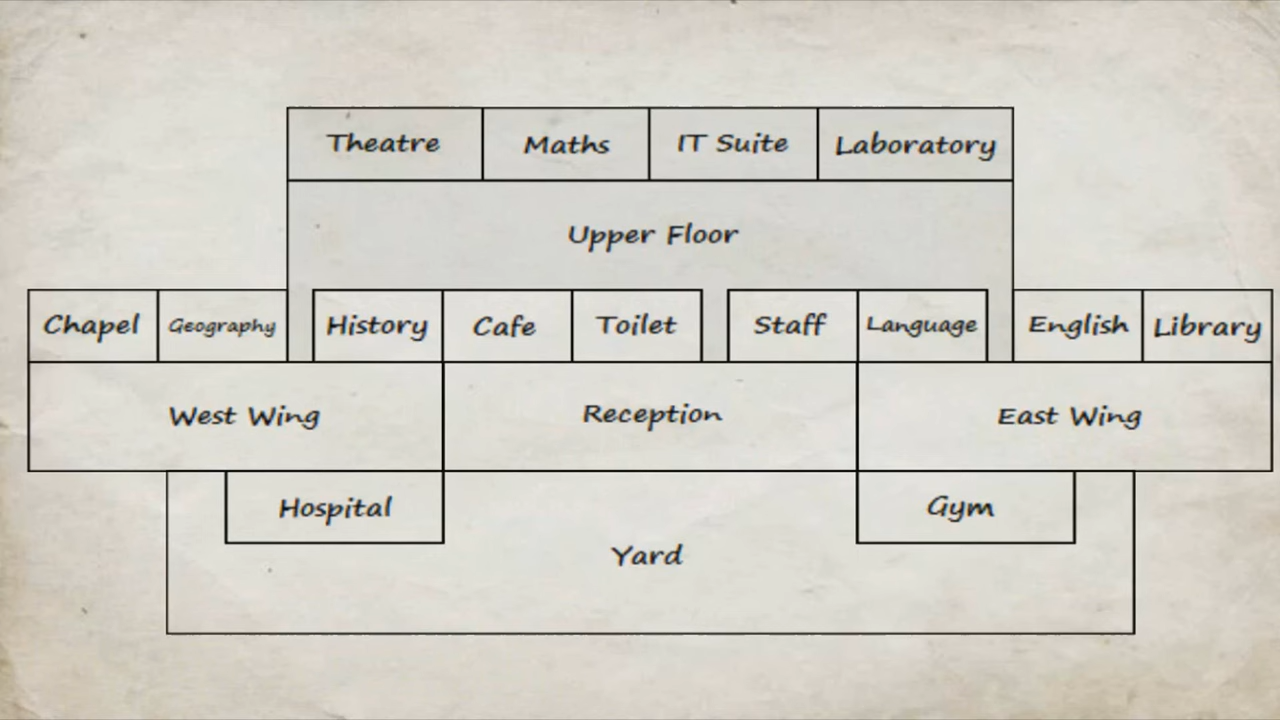 Theatre
Maths
IT Suite
Laboratory
Upper Floor
Chapel
Geography
History
Cafe
Toilet
Staff
Language
English
Library
West Wing
Reception
East Wing
Hospital
Gym
Yard